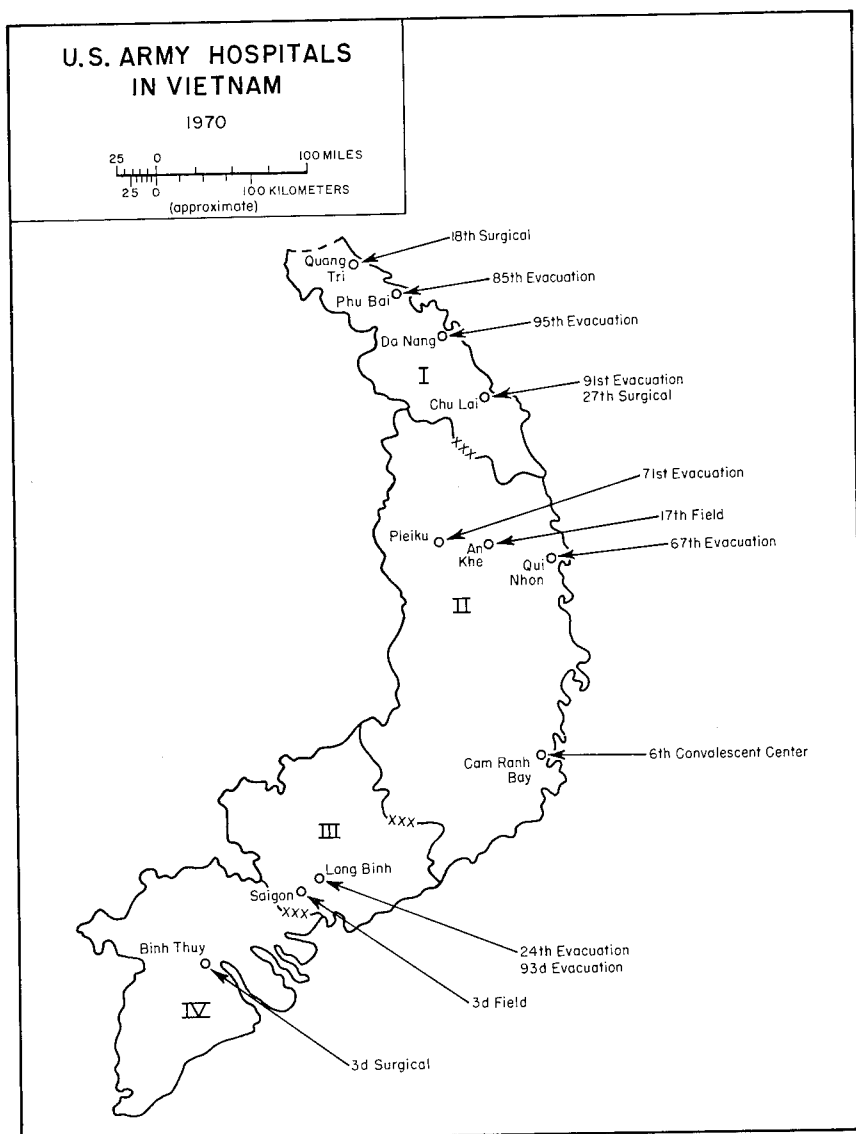 U.S. ARMY HOSPITALS
IN VIETNAM
1970
25 0 100 MILES
25 0 100 KILOMETERS
(approximate)
18th Surgical
Quang
Tri
85th Evacuation
Phu Bai
95th Evacuation
Da Nang
I
91st Evacuation
27th Surgical
Chu Lai
XXX
71st Evacuation
17th Field
Pleiku
An
Khe
67th Evacuation
Qui
Nhon
II
Cam Ranh
Bay
6th Convalescent Center
XXX
III
Long Binh
Saigon
XXX
Binh Thuy
24th Evacuation
93d Evacuation
3d Field
IV
3d Surgical